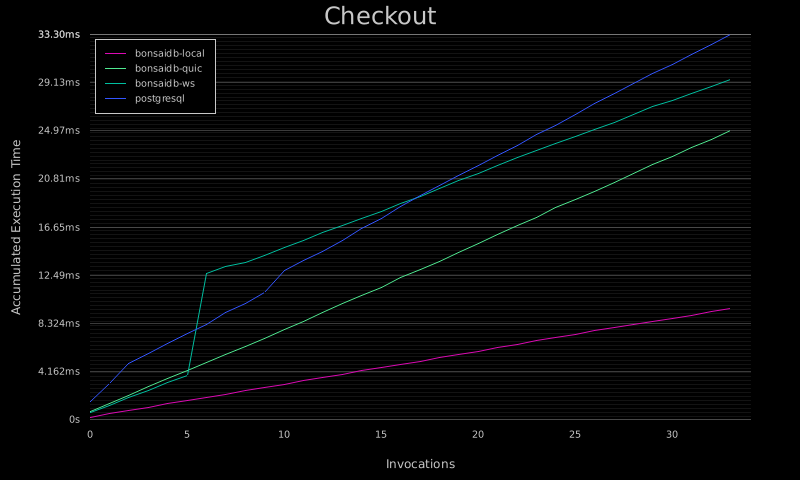 Checkout
33.30ms
29.13ms
24.97ms
20.81ms
16.65ms
12.49ms
8.324ms
4.162ms
0s
bonsaidb-local
bonsaidb-quic
bonsaidb-ws
postgresql
Accumulated Execution Time
0 5 10 15 20 25 30
Invocations